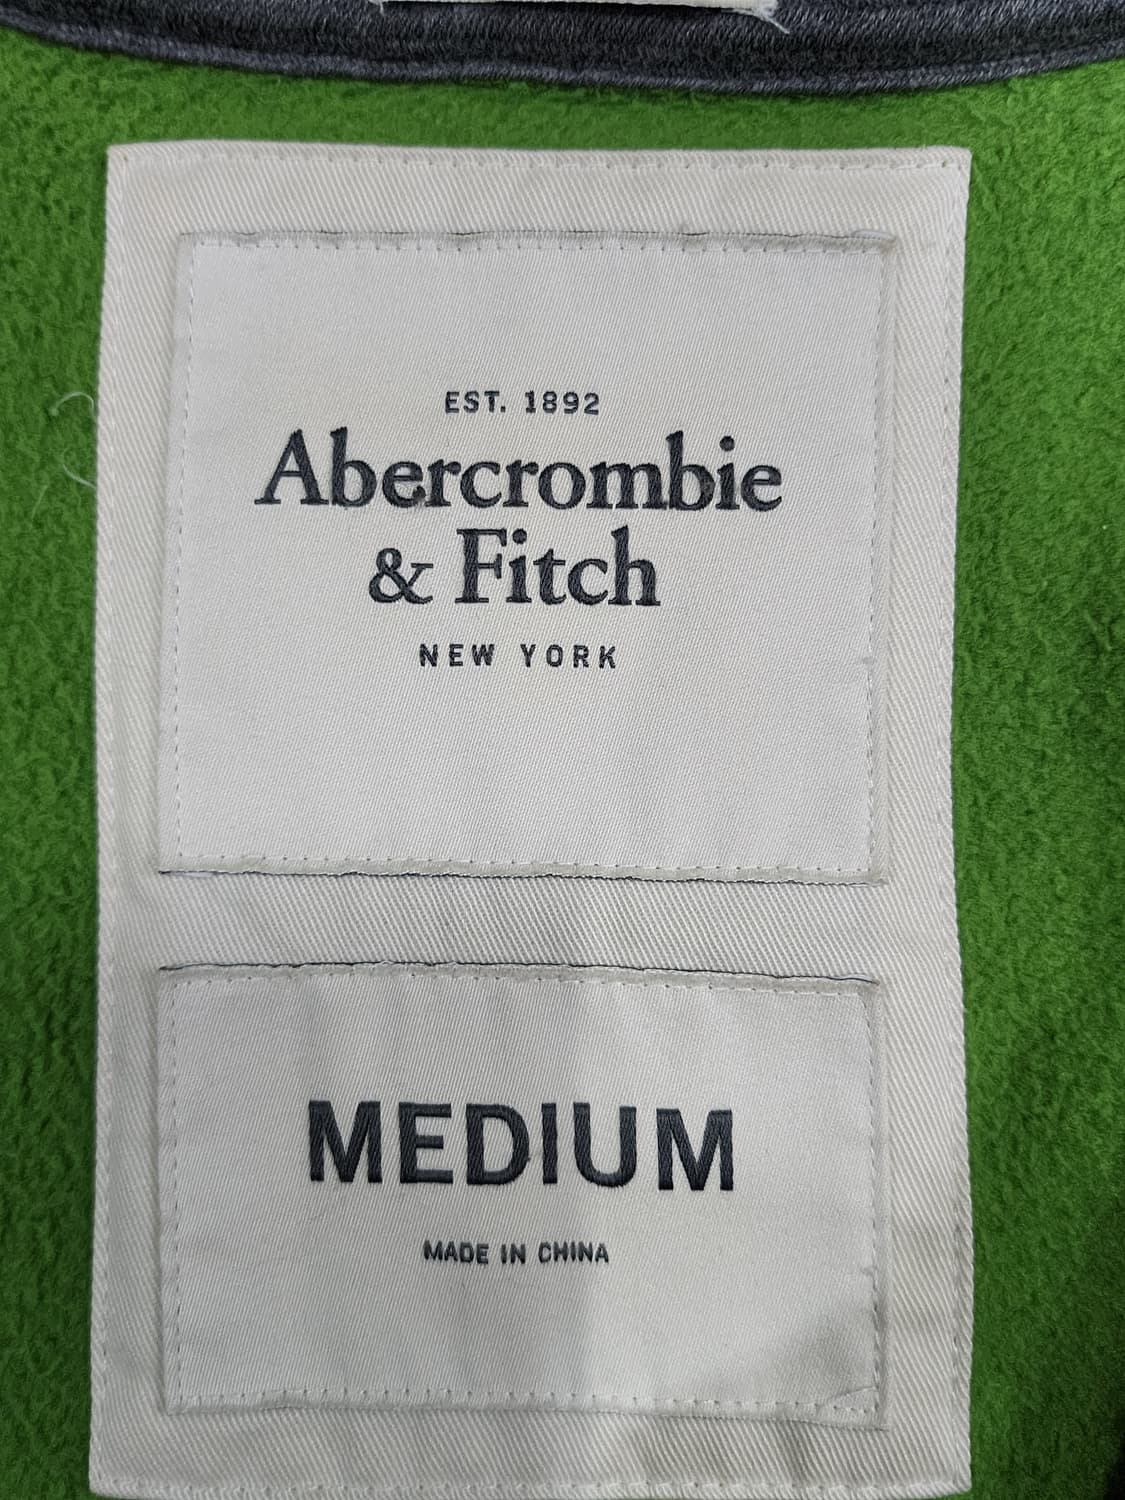 EST. 1892
Abercrombie
& Fitch
NEW YORK
MEDIUM
MADE IN CHINA